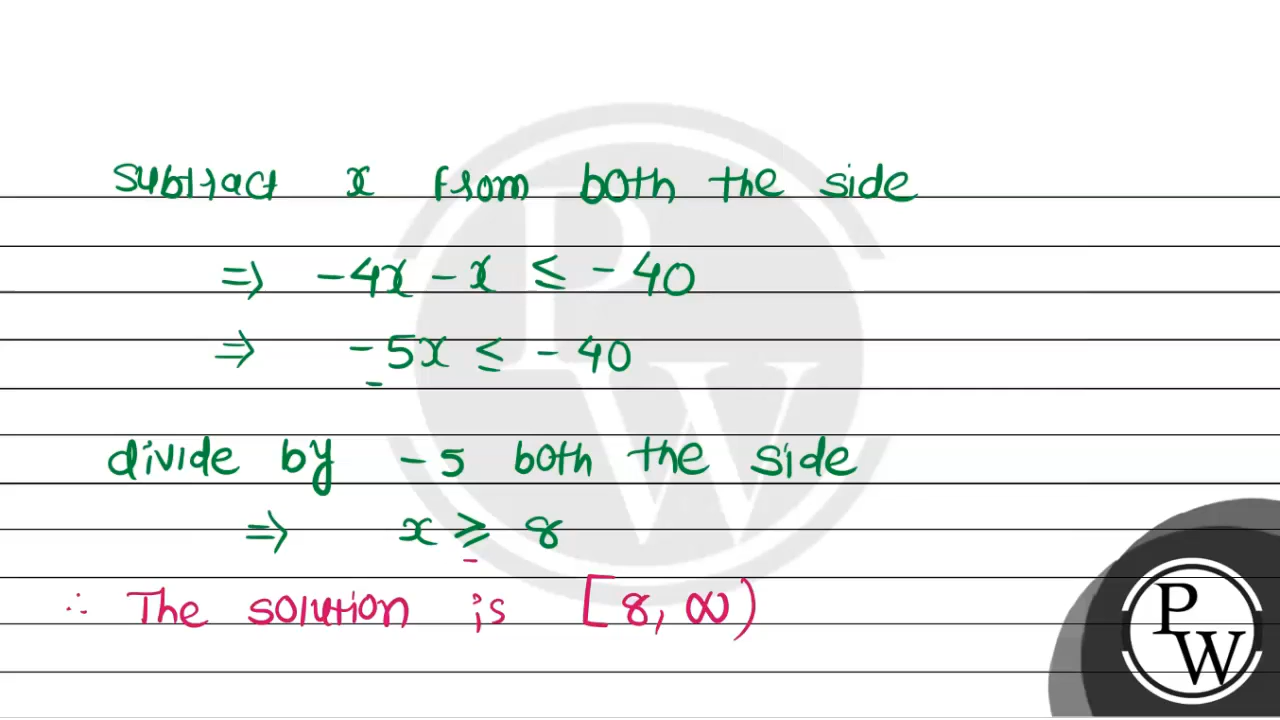 subtract x from both the side
⇒ -4x - x ≤ - 40
⇒ -5x ≤ - 40
divide by -5 both the side
⇒ x ≥ 8
∴ The solution is [8, ∞)
PW
PW